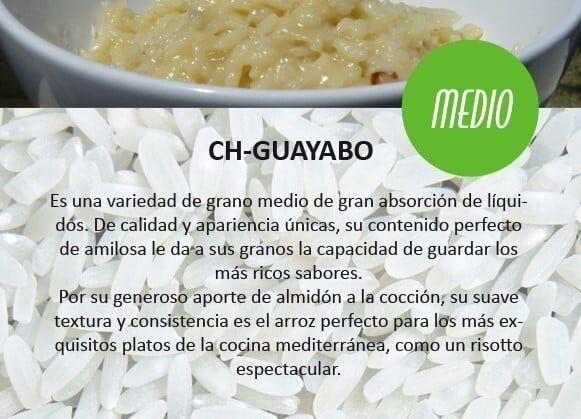 MEDIO
CH-GUAYABO
Es una variedad de grano medio de gran absorción de líqui-
dos. De calidad y apariencia únicas, su contenido perfecto
de amilosa le da a sus granos la capacidad de guardar los
más ricos sabores.
Por su generoso aporte de almidón a la cocción, su suave
textura y consistencia es el arroz perfecto para los más ex-
quisitos platos de la cocina mediterránea, como un risotto
espectacular.